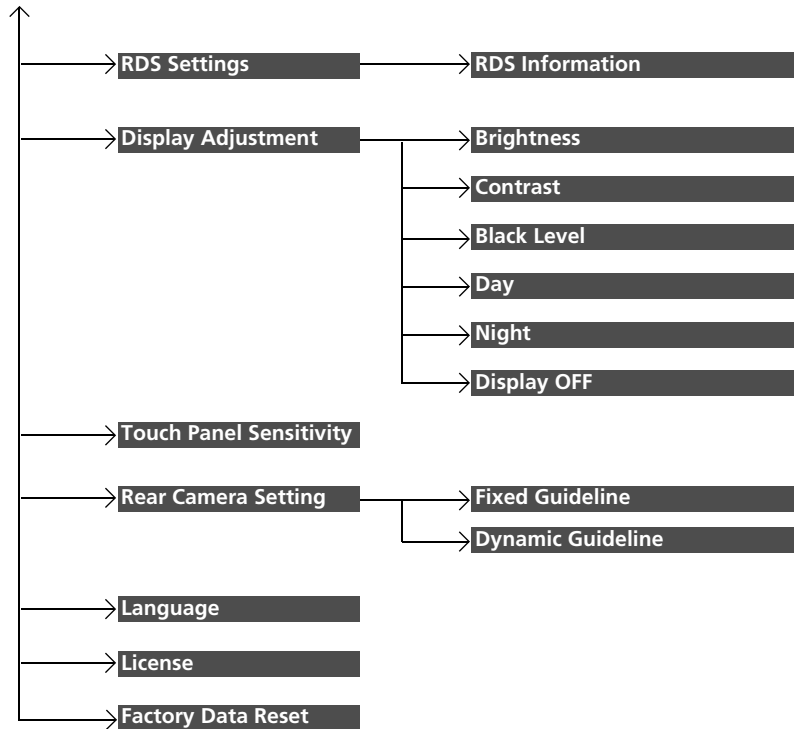 RDS Settings
RDS Information
Display Adjustment
Brightness
Contrast
Black Level
Day
Night
Display OFF
Touch Panel Sensitivity
Rear Camera Setting
Fixed Guideline
Dynamic Guideline
Language
License
Factory Data Reset